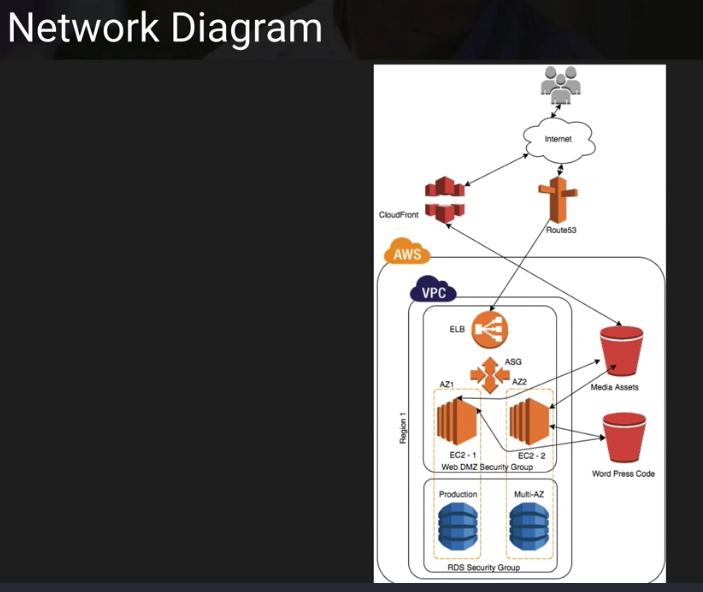 Network Diagram
Internet
CloudFront
Route53
AWS
VPC
ELB
ASG
AZ1
AZ2
Media Assets
Region 1
EC2 - 1
EC2 - 2
Web DMZ Security Group
Word Press Code
Production
Multi-AZ
RDS Security Group